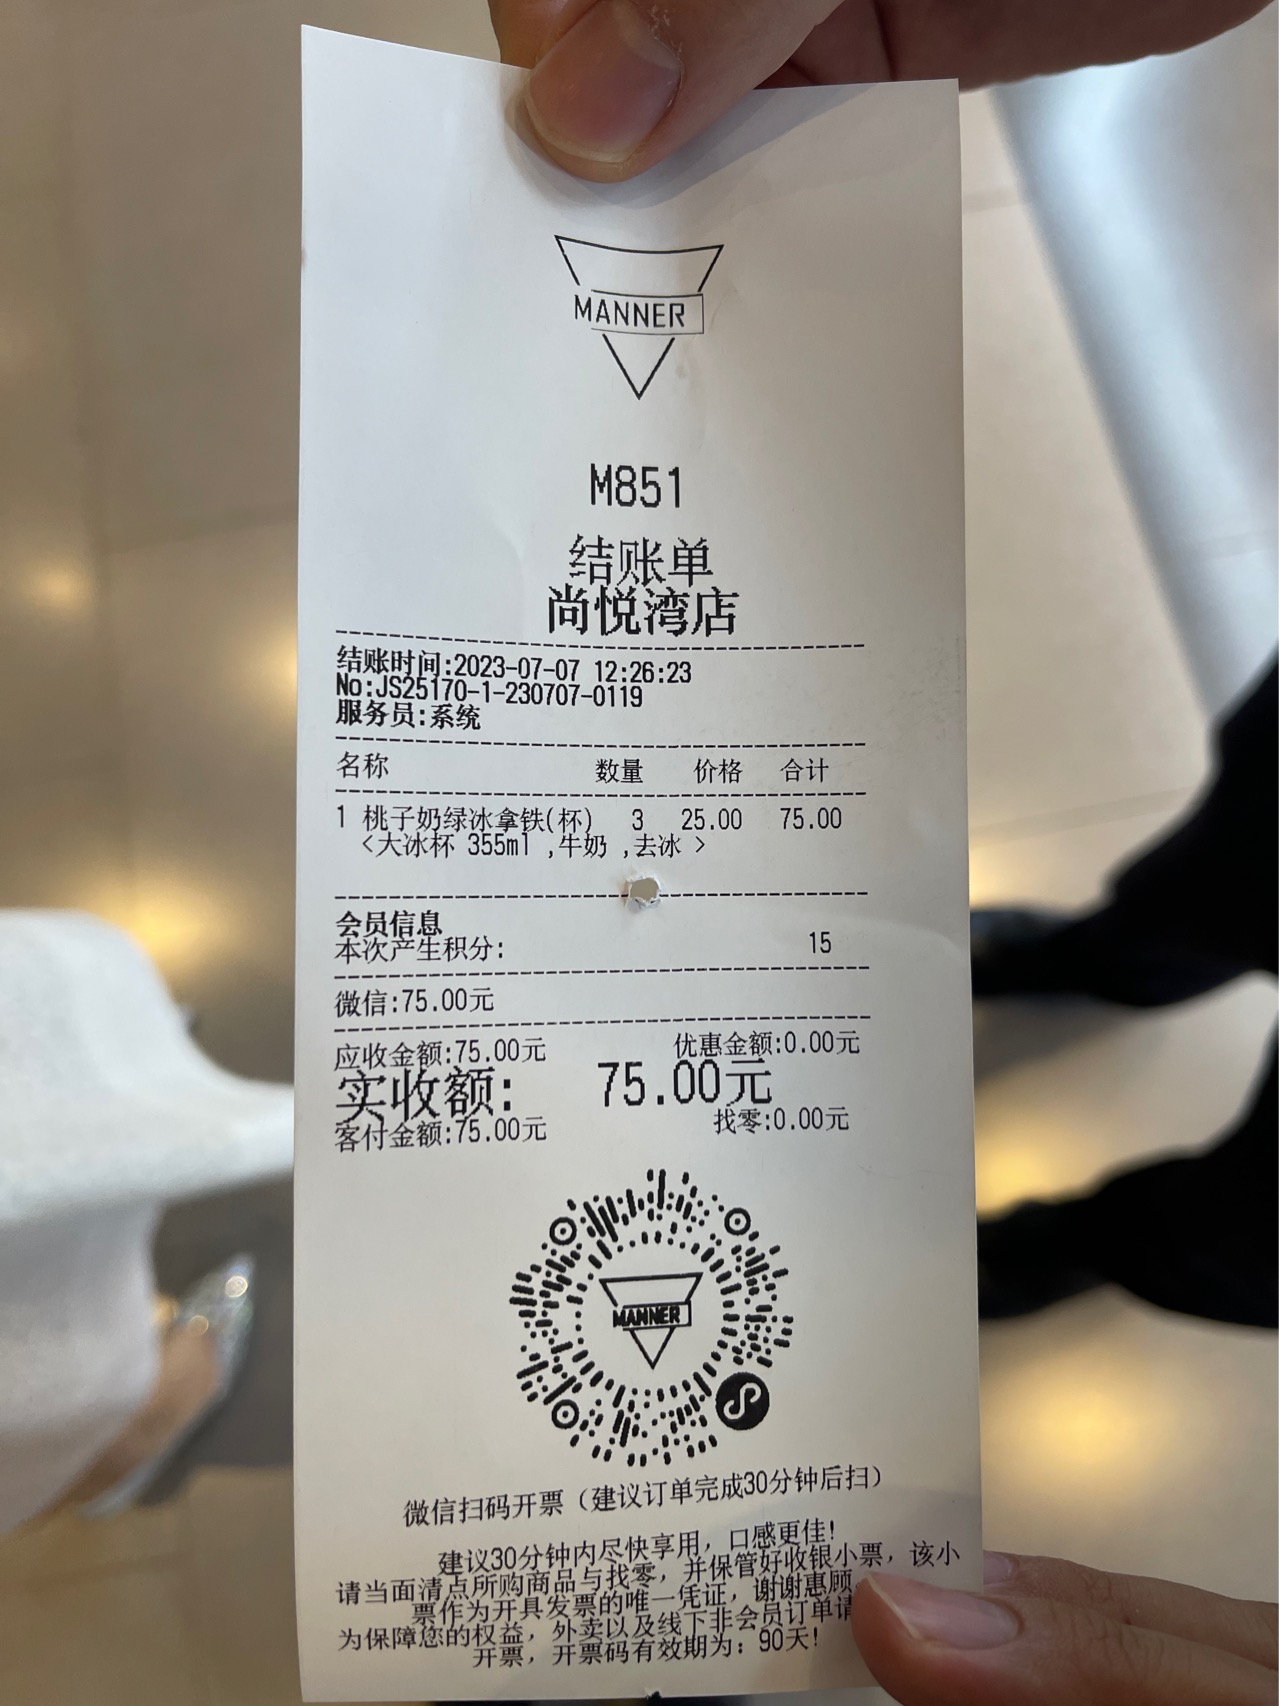 MANNER
M851
结账单
尚悦湾店
结账时间:2023-07-07 12:26:23
No:JS25170-1-230707-0119
服务员:系统
名称 数量 价格 合计
1 桃子奶绿冰拿铁(杯) 3 25.00 75.00
<大冰杯 355ml ,牛奶 ,去冰 >
会员信息
本次产生积分: 15
微信:75.00元
应收金额:75.00元 优惠金额:0.00元
实收额: 75.00元
客付金额:75.00元 找零:0.00元
MANNER
微信扫码开票（建议订单完成30分钟后扫）
建议30分钟内尽快享用，口感更佳!
请当面清点所购商品与找零，并保管好收银小票，该小
票作为开具发票的唯一凭证，谢谢惠顾
为保障您的权益，外卖以及线下非会员订单请
开票，开票码有效期为：90天!